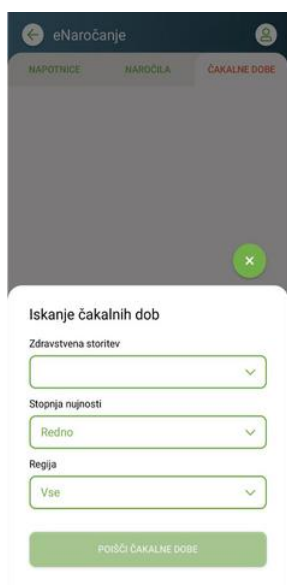 eNaročanje
NAPOTNICE NAROČILA ČAKALNE DOBE
Iskanje čakalnih dob
Zdravstvena storitev
Stopnja nujnosti
Redno
Regija
Vse
POIŠČI ČAKALNE DOBE